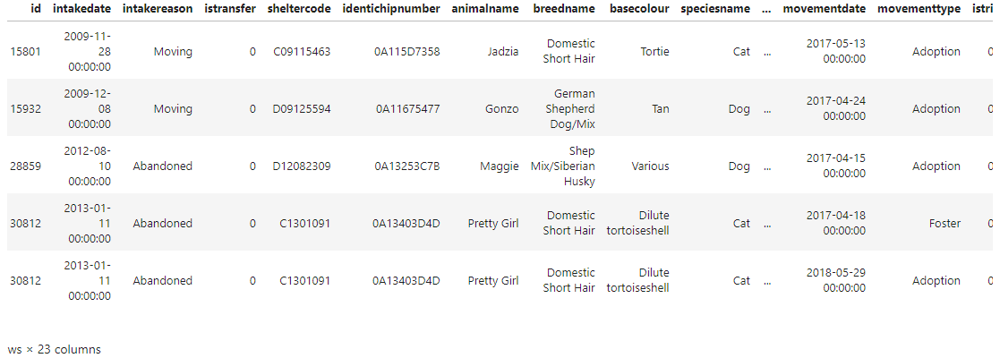 id intakedate intakereason istransfer sheltercode identichipnumber animalname breedname basecolour speciesname ... movementdate movementtype istri
2009-11-
28
00:00:00
15801 Moving 0 C09115463 0A115D7358 Jadzia Domestic
Short Hair Tortie Cat ... 2017-05-13
00:00:00 Adoption 0
2009-12-
08
00:00:00
15932 Moving 0 D09125594 0A11675477 Gonzo German
Shepherd
Dog/Mix Tan Dog ... 2017-04-24
00:00:00 Adoption 0
2012-08-
10
00:00:00
28859 Abandoned 0 D12082309 0A13253C7B Maggie Shep
Mix/Siberian
Husky Various Dog ... 2017-04-15
00:00:00 Adoption 0
2013-01-
11
00:00:00
30812 Abandoned 0 C1301091 0A13403D4D Pretty Girl Domestic
Short Hair Dilute
tortoiseshell Cat ... 2017-04-18
00:00:00 Foster 0
2013-01-
11
00:00:00
30812 Abandoned 0 C1301091 0A13403D4D Pretty Girl Domestic
Short Hair Dilute
tortoiseshell Cat ... 2018-05-29
00:00:00 Adoption 0
ws × 23 columns